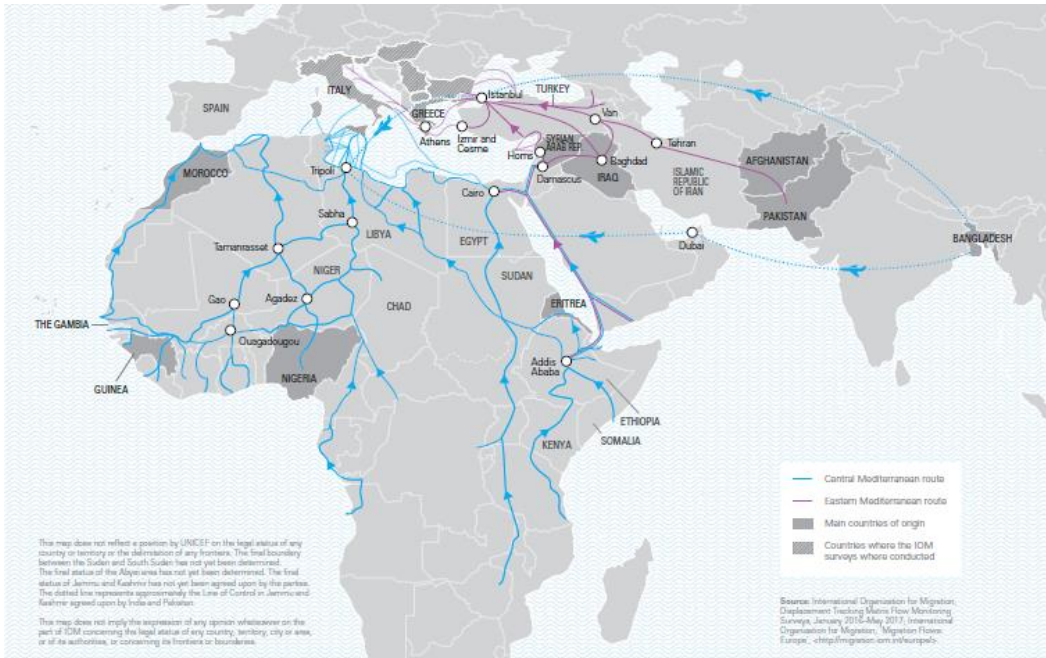 SPAIN
ITALY
Istanbul
TURKEY
GREECE
Athens
Izmir and
Cesme
Van
Tehran
SYRIAN
ARAB REP.
Homs
Damascus
Baghdad
IRAQ
AFGHANISTAN
ISLAMIC
REPUBLIC
OF IRAN
PAKISTAN
BANGLADESH
MOROCCO
Tripoli
Cairo
Sabha
LIBYA
EGYPT
Dubai
Tamanrasset
NIGER
SUDAN
Gao
Agadez
CHAD
ERITREA
THE GAMBIA
Ouagadougou
Addis
Ababa
GUINEA
NIGERIA
ETHIOPIA
SOMALIA
KENYA
Central Mediterranean route
Eastern Mediterranean route
Main countries of origin
Countries where the IOM
surveys where conducted
This map does not reflect a position by UNICEF on the legal status of any
country or territory or the delimitation of any frontiers. The final boundary
between the Sudan and South Sudan has not yet been determined.
The final status of the Abyei area has not yet been determined. The final
status of Jammu and Kashmir has not yet been agreed upon by the parties.
The dotted line represents approximately the Line of Control in Jammu and
Kashmir agreed upon by India and Pakistan.
This map does not imply the expression of any opinion whatsoever on the
part of IOM concerning the legal status of any country, territory, city or area,
or of its authorities, or concerning its frontiers or boundaries.
Source: International Organization for Migration,
Displacement Tracking Matrix Flow Monitoring
Surveys, January 2016–May 2017; International
Organisation for Migration, 'Migration Flows:
Europe', <http://migration.iom.int/europe/>.